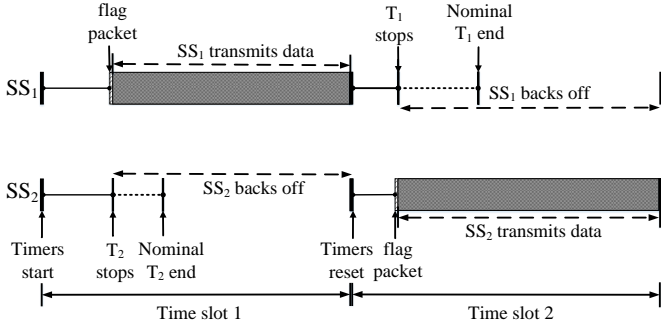 flag
packet
SS1 transmits data
T1
stops
Nominal
T1 end
SS1
SS1 backs off
SS2
SS2 backs off
SS2 transmits data
Timers
start
T2
stops
Nominal
T2 end
Timers
reset
flag
packet
Time slot 1
Time slot 2